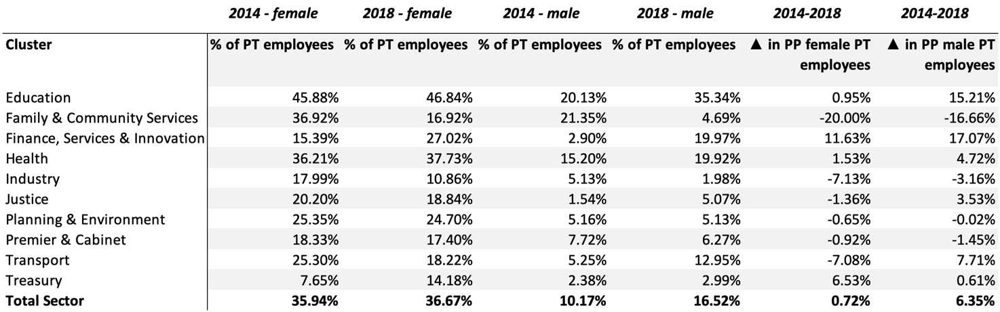 2014 - female 2018 - female 2014 - male 2018 - male 2014-2018 2014-2018
Cluster % of PT employees % of PT employees % of PT employees % of PT employees ▲ in PP female PT ▲ in PP male PT
employees employees
Education 45.88% 46.84% 20.13% 35.34% 0.95% 15.21%
Family & Community Services 36.92% 16.92% 21.35% 4.69% -20.00% -16.66%
Finance, Services & Innovation 15.39% 27.02% 2.90% 19.97% 11.63% 17.07%
Health 36.21% 37.73% 15.20% 19.92% 1.53% 4.72%
Industry 17.99% 10.86% 5.13% 1.98% -7.13% -3.16%
Justice 20.20% 18.84% 1.54% 5.07% -1.36% 3.53%
Planning & Environment 25.35% 24.70% 5.16% 5.13% -0.65% -0.02%
Premier & Cabinet 18.33% 17.40% 7.72% 6.27% -0.92% -1.45%
Transport 25.30% 18.22% 5.25% 12.95% -7.08% 7.71%
Treasury 7.65% 14.18% 2.38% 2.99% 6.53% 0.61%
Total Sector 35.94% 36.67% 10.17% 16.52% 0.72% 6.35%